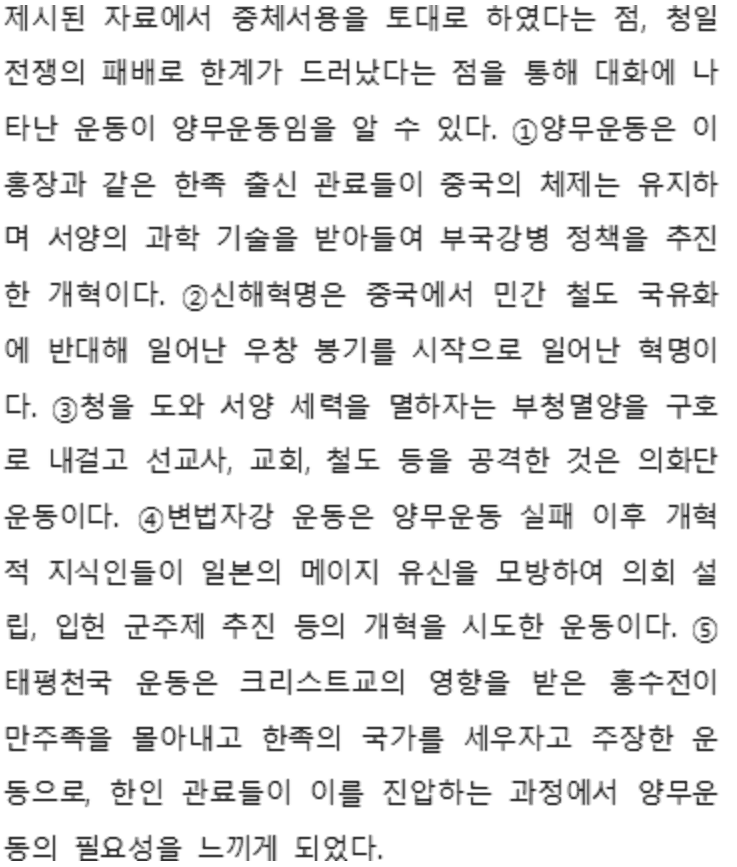 제시된 자료에서 중체서용을 토대로 하였다는 점, 청일
전쟁의 패배로 한계가 드러났다는 점을 통해 대화에 나
타난 운동이 양무운동임을 알 수 있다. ①양무운동은 이
홍장과 같은 한족 출신 관료들이 중국의 체제는 유지하
며 서양의 과학 기술을 받아들여 부국강병 정책을 추진
한 개혁이다. ②신해혁명은 중국에서 민간 철도 국유화
에 반대해 일어난 우창 봉기를 시작으로 일어난 혁명이
다. ③청을 도와 서양 세력을 멸하자는 부청멸양을 구호
로 내걸고 선교사, 교회, 철도 등을 공격한 것은 의화단
운동이다. ④변법자강 운동은 양무운동 실패 이후 개혁
적 지식인들이 일본의 메이지 유신을 모방하여 의회 설
립, 입헌 군주제 추진 등의 개혁을 시도한 운동이다. ⑤
태평천국 운동은 크리스트교의 영향을 받은 홍수전이
만주족을 몰아내고 한족의 국가를 세우자고 주장한 운
동으로, 한인 관료들이 이를 진압하는 과정에서 양무운
동의 필요성을 느끼게 되었다.